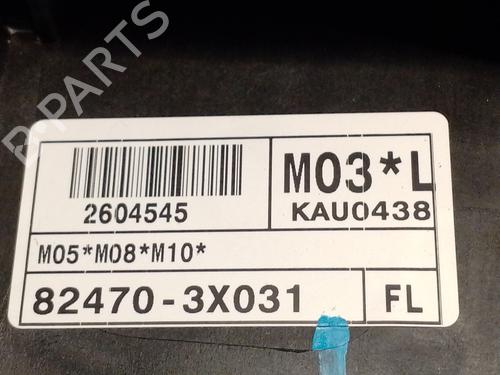 B-PARTS
M03*L
2604545
KAU0438
M05*M08*M10*
82470-3X031
FL